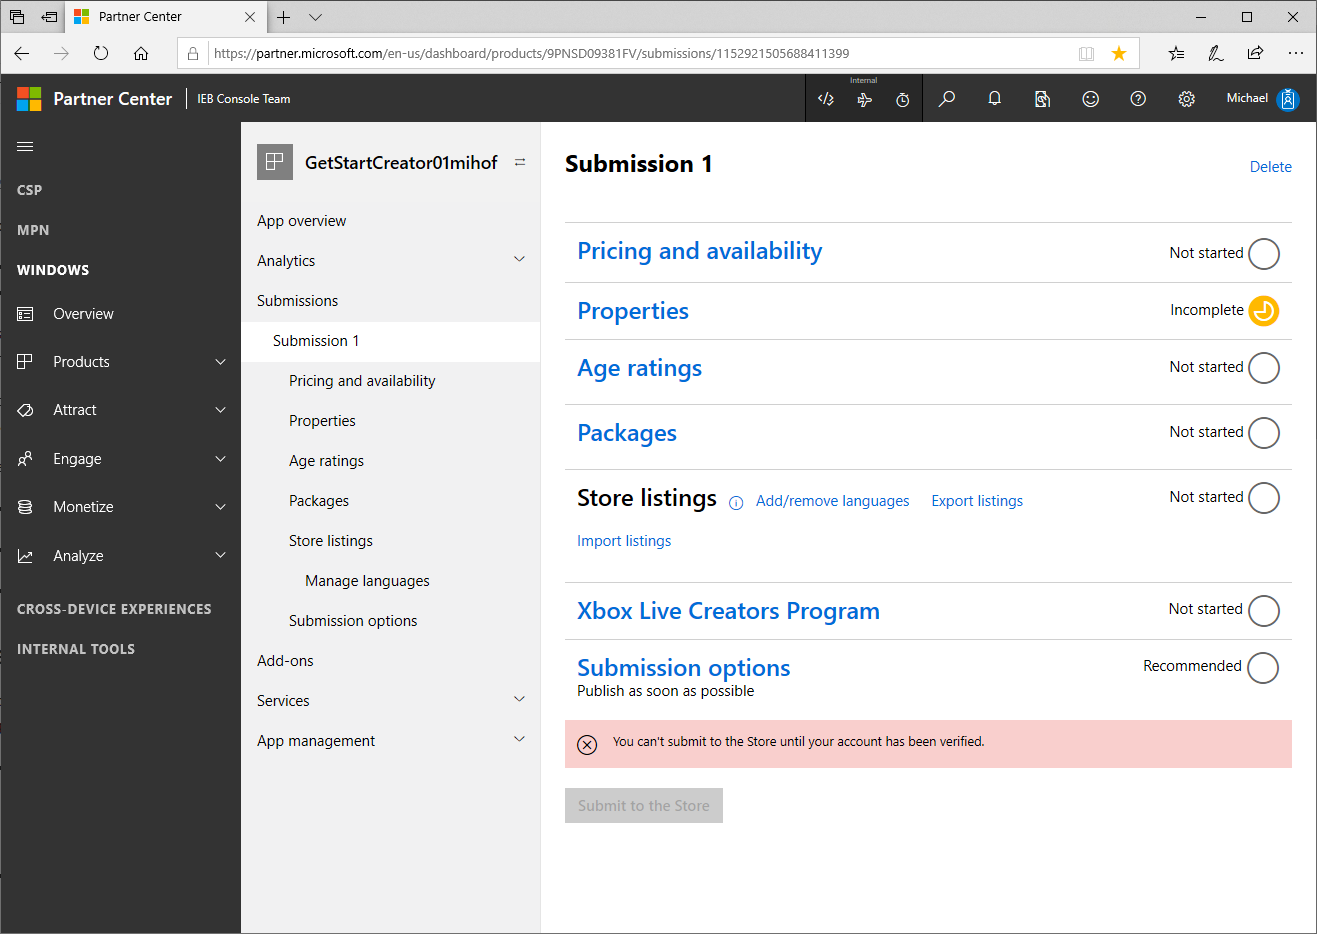 Partner Center
https://partner.microsoft.com/en-us/dashboard/products/9PNSD09381FV/submissions/1152921505688411399
Partner Center
IEB Console Team
Internal
Michael
CSP
MPN
WINDOWS
Overview
Products
Attract
Engage
Monetize
Analyze
CROSS-DEVICE EXPERIENCES
INTERNAL TOOLS
GetStartCreator01mihof
App overview
Analytics
Submissions
Submission 1
Pricing and availability
Properties
Age ratings
Packages
Store listings
Manage languages
Submission options
Add-ons
Services
App management
Submission 1
Delete
Pricing and availability
Not started
Properties
Incomplete
Age ratings
Not started
Packages
Not started
Store listings
Add/remove languages
Export listings
Not started
Import listings
Xbox Live Creators Program
Not started
Submission options
Recommended
Publish as soon as possible
You can't submit to the Store until your account has been verified.
Submit to the Store